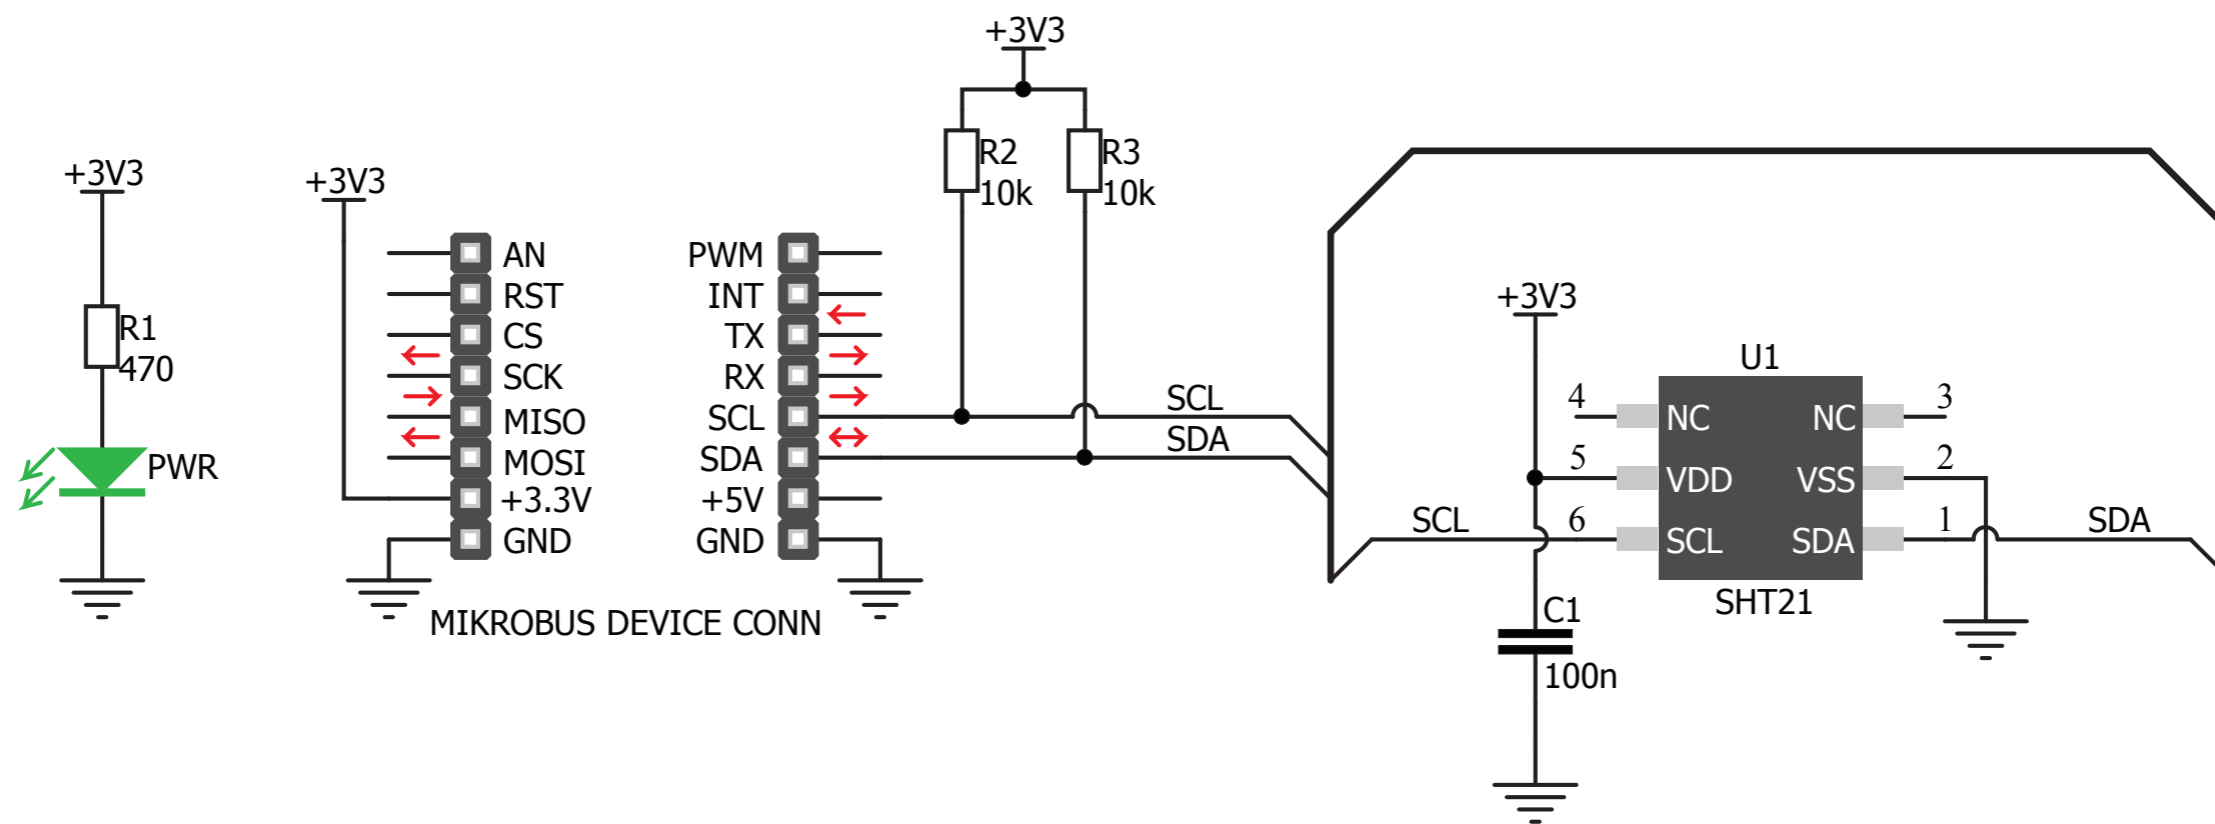 +3V3
R1
470
PWR
+3V3
AN
RST
CS
SCK
MISO
MOSI
+3.3V
GND
PWM
INT
TX
RX
SCL
SDA
+5V
GND
MIKROBUS DEVICE CONN
+3V3
R2
10k
R3
10k
SCL
SDA
+3V3
U1
4 NC NC 3
5 VDD VSS 2
SCL 6 SCL SDA 1 SDA
SHT21
C1
100n